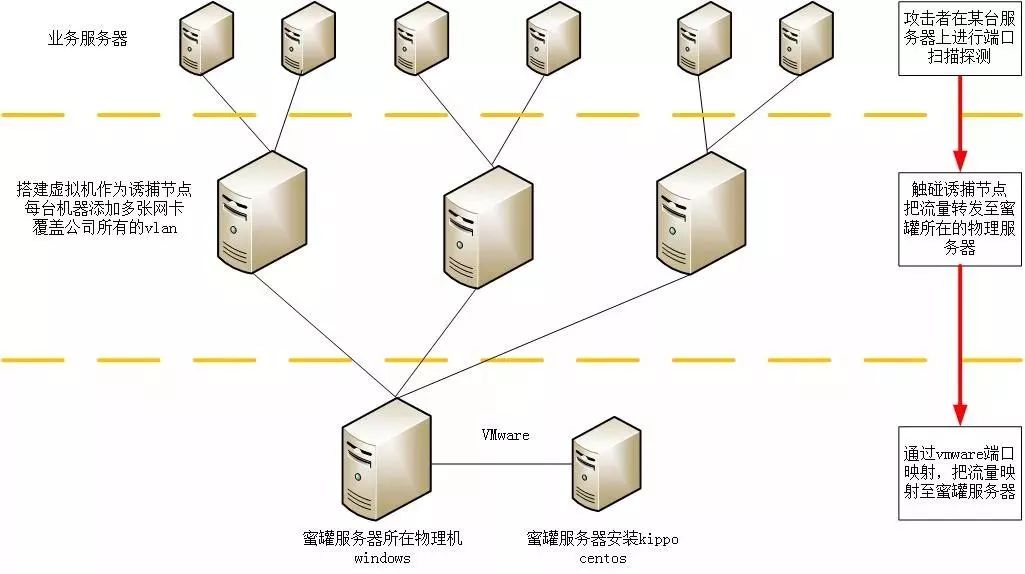 业务服务器
攻击者在某台服
务器上进行端口
扫描探测
搭建虚拟机作为诱捕节点
每台机器添加多张网卡
覆盖公司所有的vlan
触碰诱捕节点
把流量转发至蜜
罐所在的物理服
务器
VMware
通过vmware端口
映射，把流量映
射至蜜罐服务器
蜜罐服务器所在物理机
windows
蜜罐服务器安装kippo
centos